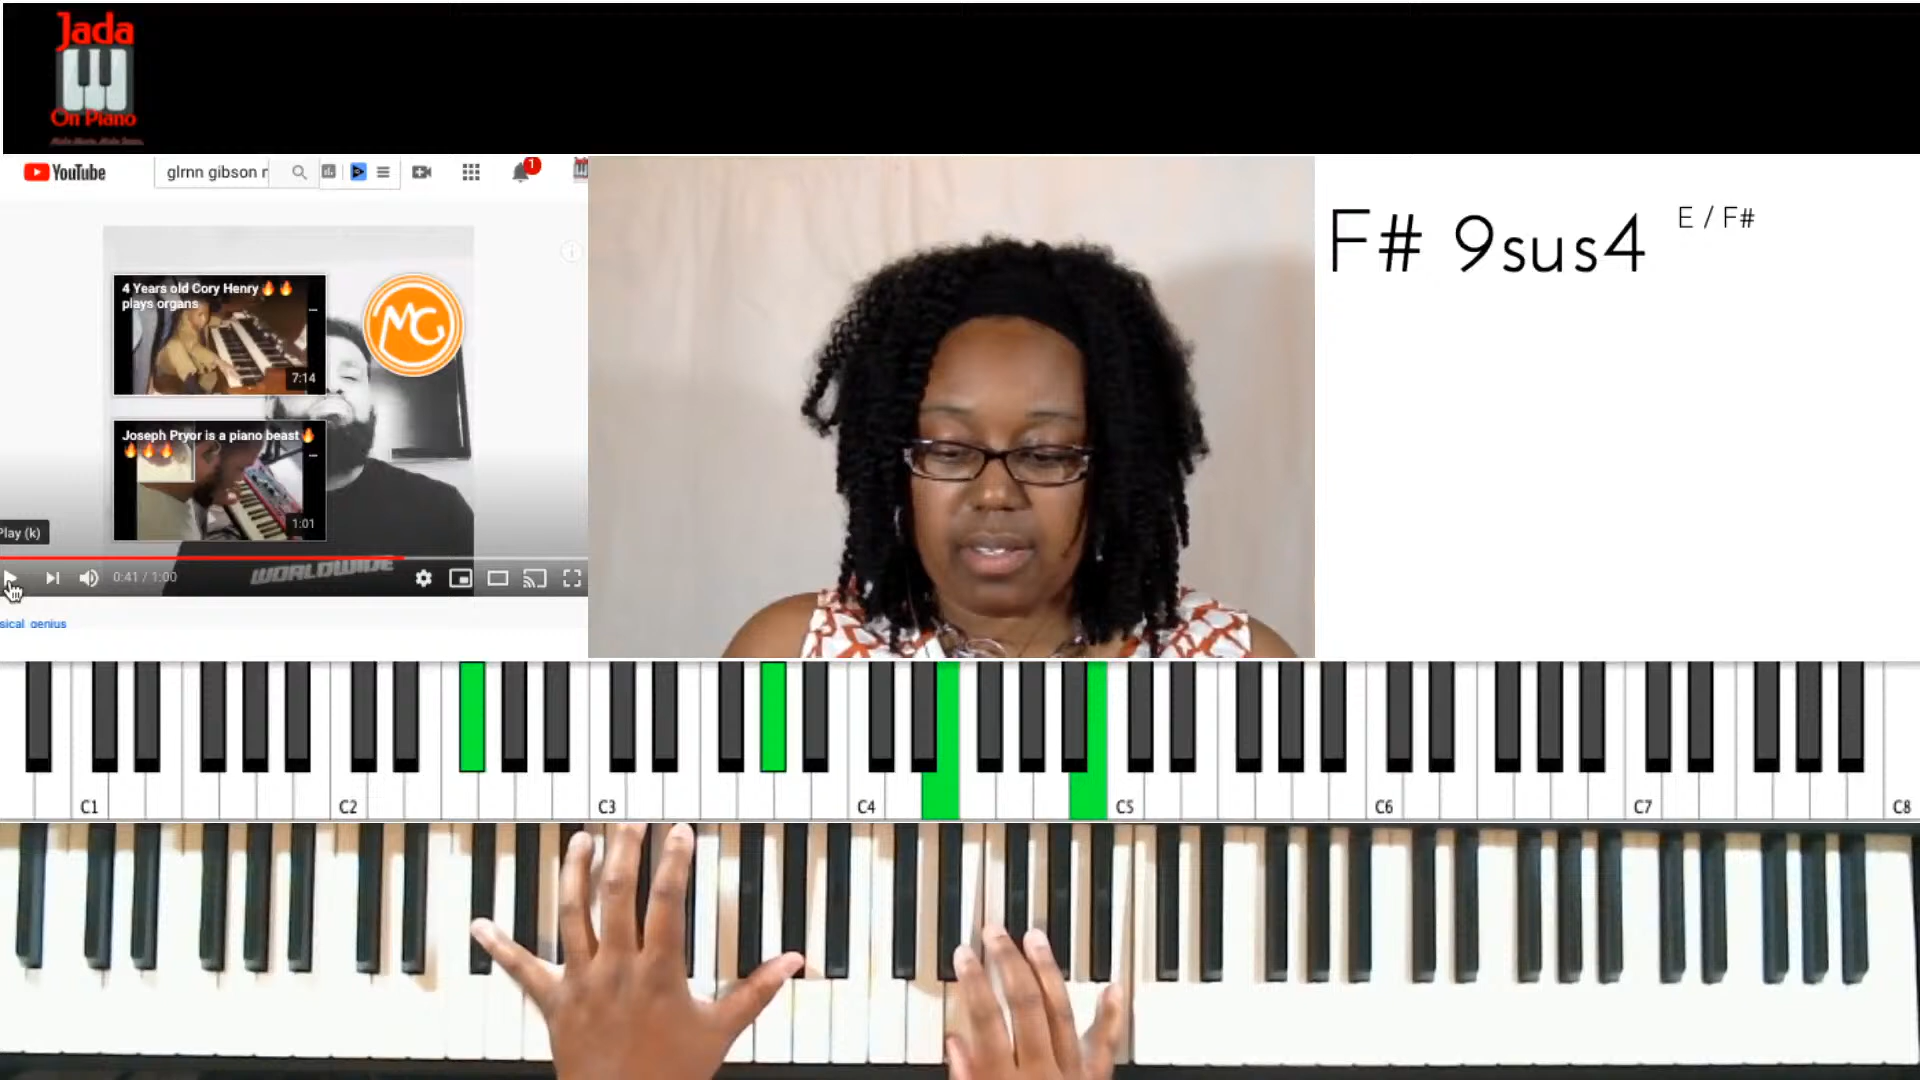 Jada
On Piano
YouTube
glrnn gibson r
1
4 Years old Cory Henry🔥🔥
plays organs
7:14
MG
Joseph Pryor is a piano beast🔥
🔥🔥🔥
1:01
Play (k)
0:41 / 1:00
WORLDWIDE
sical_genius
F# 9sus4
E / F#
C1
C2
C3
C4
C5
C6
C7
C8